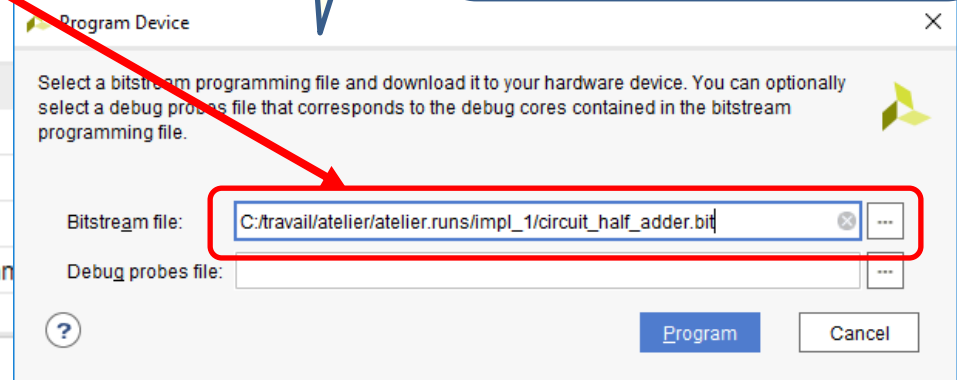 Program Device
Select a bitstream programming file and download it to your hardware device. You can optionally
select a debug probes file that corresponds to the debug cores contained in the bitstream
programming file.
Bitstream file: C:/travail/atelier/atelier.runs/impl_1/circuit_half_adder.bit ...
Debug probes file: ...
? Program Cancel